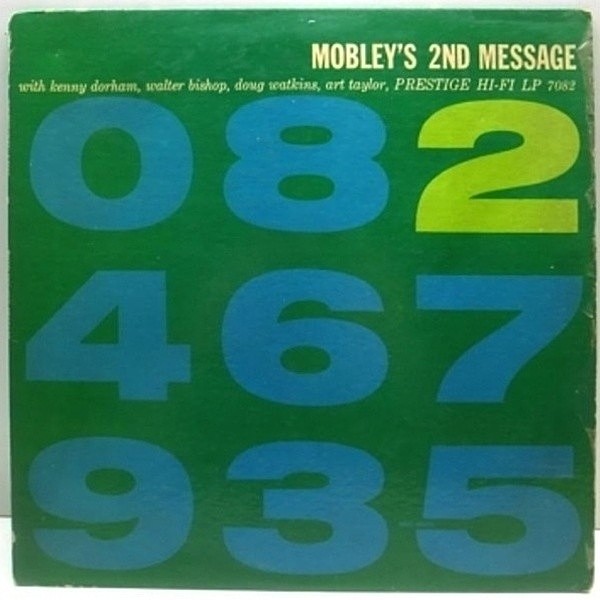 MOBLEY'S 2ND MESSAGE
with kenny dorham, walter bishop, doug watkins, art taylor, PRESTIGE HI-FI LP 7082
082
467
935